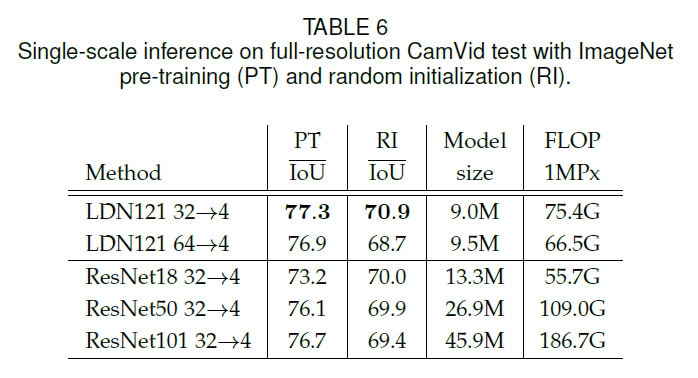 TABLE 6
Single-scale inference on full-resolution CamVid test with ImageNet
pre-training (PT) and random initialization (RI).
PT RI Model FLOP
Method IoU IoU size 1MPx
LDN121 32→4 77.3 70.9 9.0M 75.4G
LDN121 64→4 76.9 68.7 9.5M 66.5G
ResNet18 32→4 73.2 70.0 13.3M 55.7G
ResNet50 32→4 76.1 69.9 26.9M 109.0G
ResNet101 32→4 76.7 69.4 45.9M 186.7G